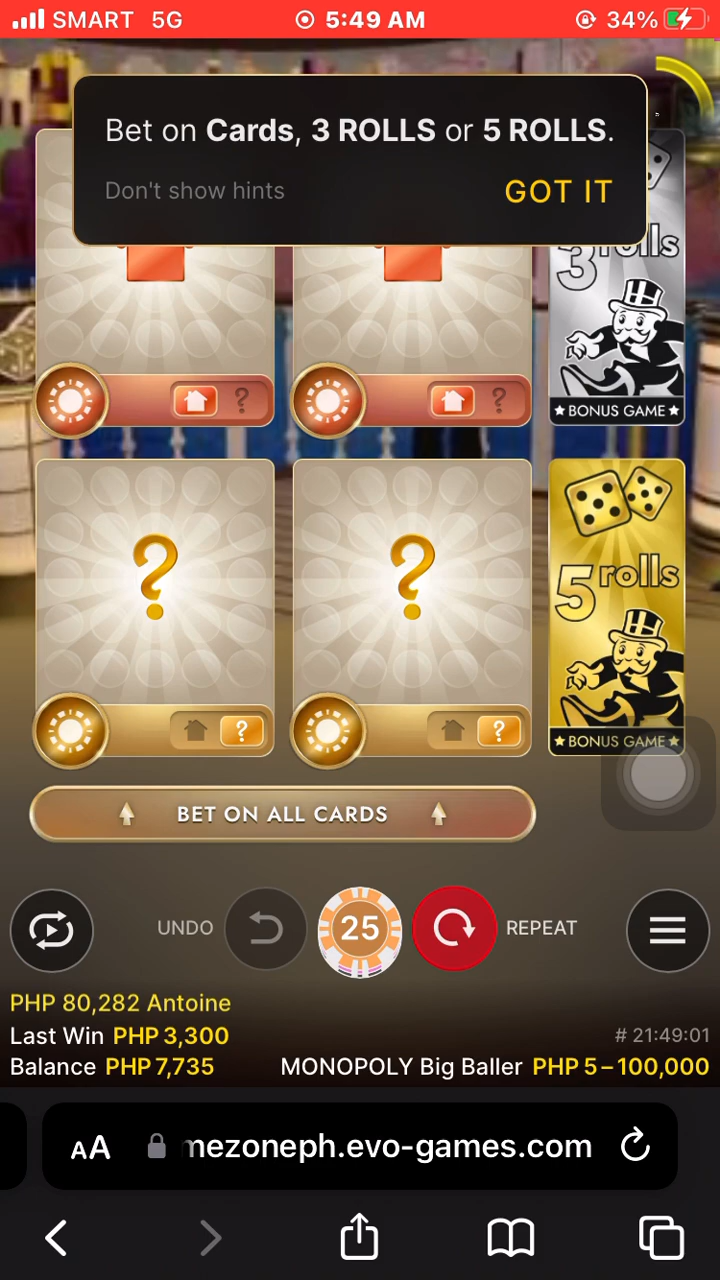 SMART 5G 5:49 AM 34%
Bet on Cards, 3 ROLLS or 5 ROLLS.
Don't show hints GOT IT
3 rolls
? ?
BONUS GAME
? ?
5 rolls
? ?
BONUS GAME
BET ON ALL CARDS
UNDO 25 REPEAT
PHP 80,282 Antoine
Last Win PHP 3,300 # 21:49:01
Balance PHP 7,735 MONOPOLY Big Baller PHP 5–100,000
AA mezoneph.evo-games.com